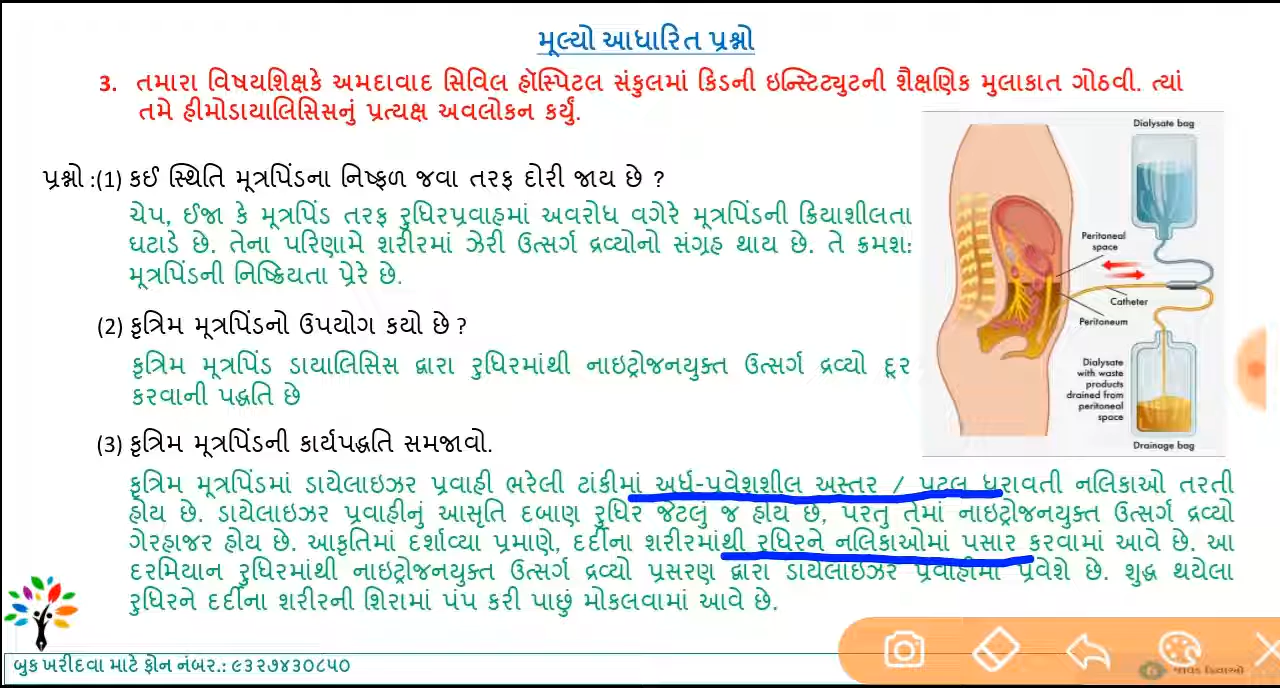 મૂલ્યો આધારિત પ્રશ્નો
3. તમારા વિષયશિક્ષકે અમદાવાદ સિવિલ હૉસ્પિટલ સંકુલમાં કિડની ઇન્સ્ટિટ્યુટની શૈક્ષણિક મુલાકાત ગોઠવી. ત્યાં
તમે હીમોડાયાલિસિસનું પ્રત્યક્ષ અવલોકન કર્યું.
પ્રશ્નો :(1) કઈ સ્થિતિ મૂત્રપિંડના નિષ્ફળ જવા તરફ દોરી જાય છે ?
ચેપ, ઈજા કે મૂત્રપિંડ તરફ રુધિરપ્રવાહમાં અવરોધ વગેરે મૂત્રપિંડની ક્રિયાશીલતા
ઘટાડે છે. તેના પરિણામે શરીરમાં ઝેરી ઉત્સર્ગ દ્રવ્યોનો સંગ્રહ થાય છે. તે ક્રમશ:
મૂત્રપિંડની નિષ્ક્રિયતા પ્રેરે છે.
(2) કૃત્રિમ મૂત્રપિંડનો ઉપયોગ કયો છે ?
કૃત્રિમ મૂત્રપિંડ ડાયાલિસિસ દ્વારા રુધિરમાંથી નાઇટ્રોજનયુક્ત ઉત્સર્ગ દ્રવ્યો દૂર
કરવાની પદ્ધતિ છે
(3) કૃત્રિમ મૂત્રપિંડની કાર્યપદ્ધતિ સમજાવો.
કૃત્રિમ મૂત્રપિંડમાં ડાયેલાઇઝર પ્રવાહી ભરેલી ટાંકીમાં અર્ધ-પ્રવેશશીલ અસ્તર / પટલ ધરાવતી નલિકાઓ તરતી
હોય છે. ડાયેલાઇઝર પ્રવાહીનું આસૃતિ દબાણ રુધિર જેટલું જ હોય છે, પરંતુ તેમાં નાઇટ્રોજનયુક્ત ઉત્સર્ગ દ્રવ્યો
ગેરહાજર હોય છે. આકૃતિમાં દર્શાવ્યા પ્રમાણે, દર્દીના શરીરમાંથી રુધિરને નલિકાઓમાં પસાર કરવામાં આવે છે. આ
દરમિયાન રુધિરમાંથી નાઇટ્રોજનયુક્ત ઉત્સર્ગ દ્રવ્યો પ્રસરણ દ્વારા ડાયેલાઇઝર પ્રવાહીમાં પ્રવેશે છે. શુદ્ધ થયેલા
રુધિરને દર્દીના શરીરની શિરામાં પંપ કરી પાછું મોકલવામાં આવે છે.
Dialysate bag
Peritoneal
space
Catheter
Peritoneum
Dialysate
with waste
products
drained from
peritoneal
space
Drainage bag
બુક ખરીદવા માટે ફોન નંબર.: ૯૩૨૭૪૩૦૮૫૦